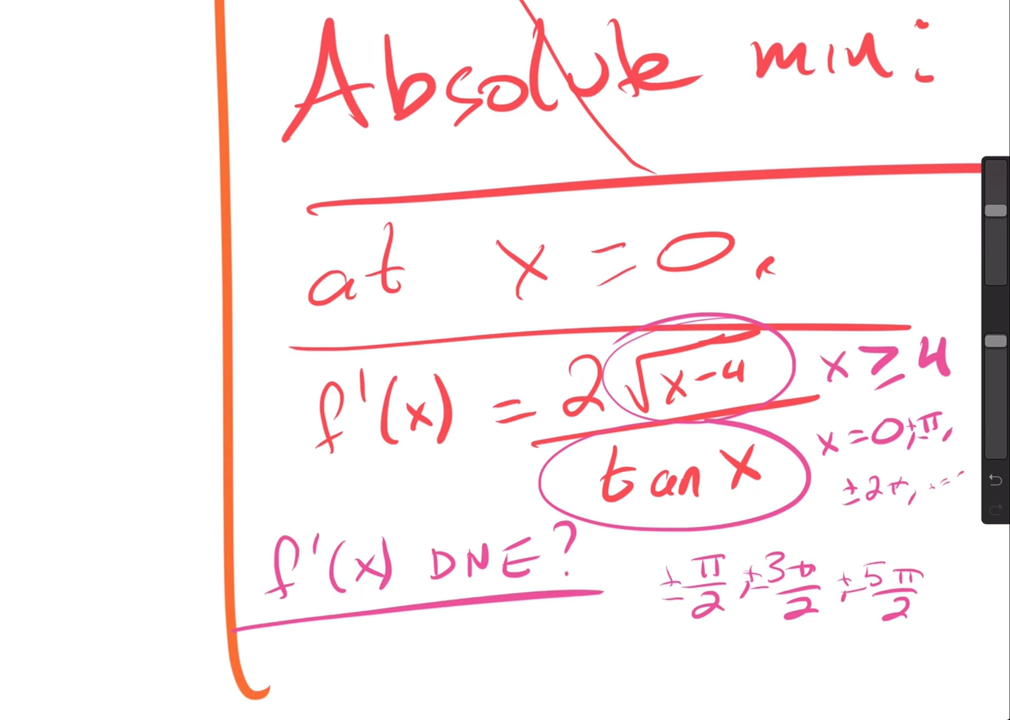 Absolute min:
at x = 0.
f'(x) = 2√(x-4) / tan x
x ≥ 4
x = 0, ±π,
±2π, ...
f'(x) DNE?
±π/2, ±3π/2, ±5π/2